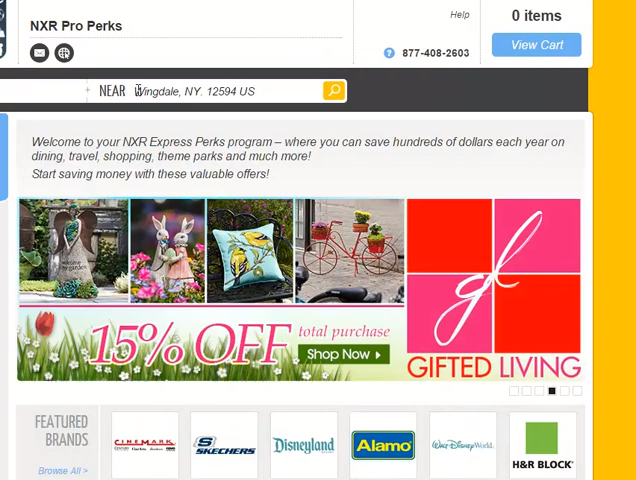 NXR Pro Perks
Help
0 items
877-408-2603
View Cart
NEAR
Wingdale, NY. 12594 US
Welcome to your NXR Express Perks program – where you can save hundreds of dollars each year on
dining, travel, shopping, theme parks and much more!
Start saving money with these valuable offers!
15% OFF total purchase
Shop Now
gl
GIFTED LIVING
FEATURED
BRANDS
Browse All >
CINEMARK
SKECHERS
Disneyland
Alamo
Walt Disney World
H&R BLOCK